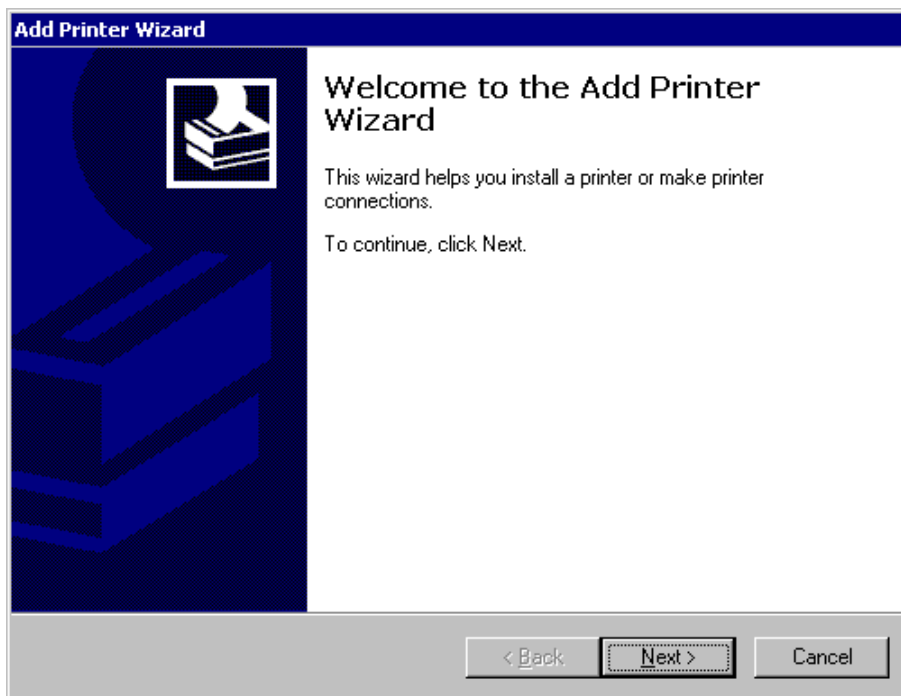 Add Printer Wizard
Welcome to the Add Printer
Wizard
This wizard helps you install a printer or make printer
connections.
To continue, click Next.
< Back
Next >
Cancel